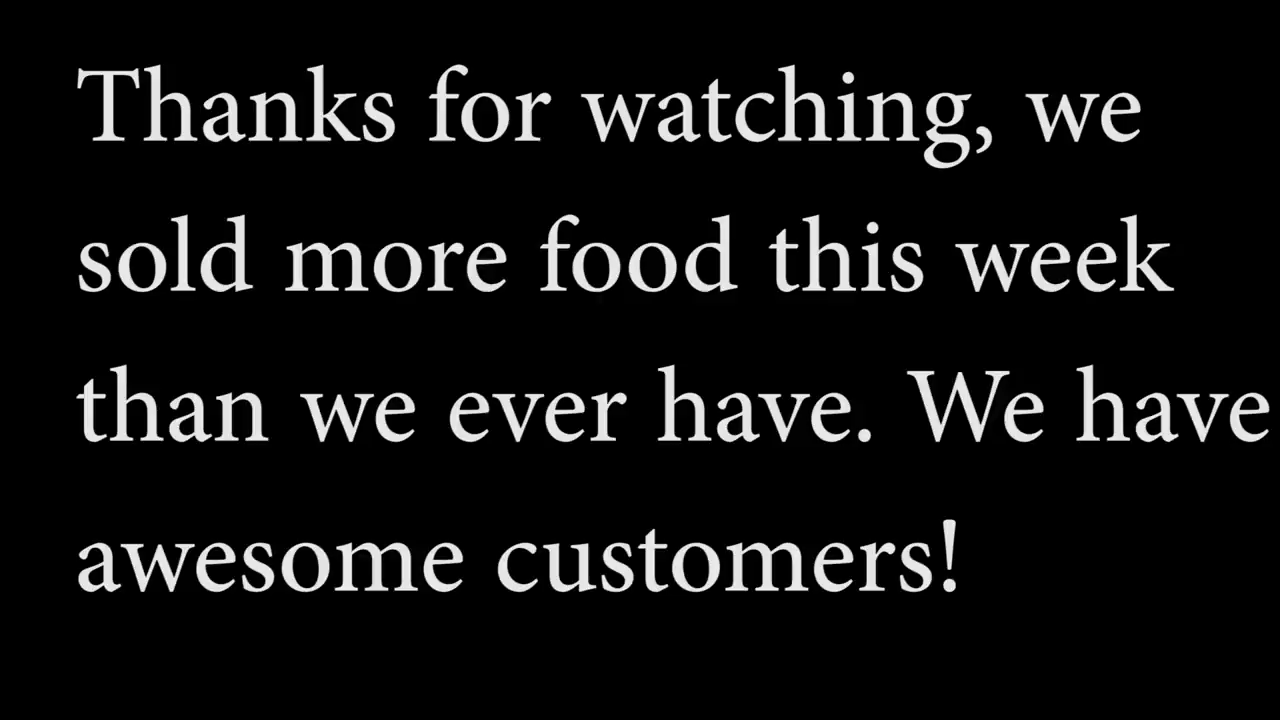 Thanks for watching, we
sold more food this week
than we ever have. We have
awesome customers!